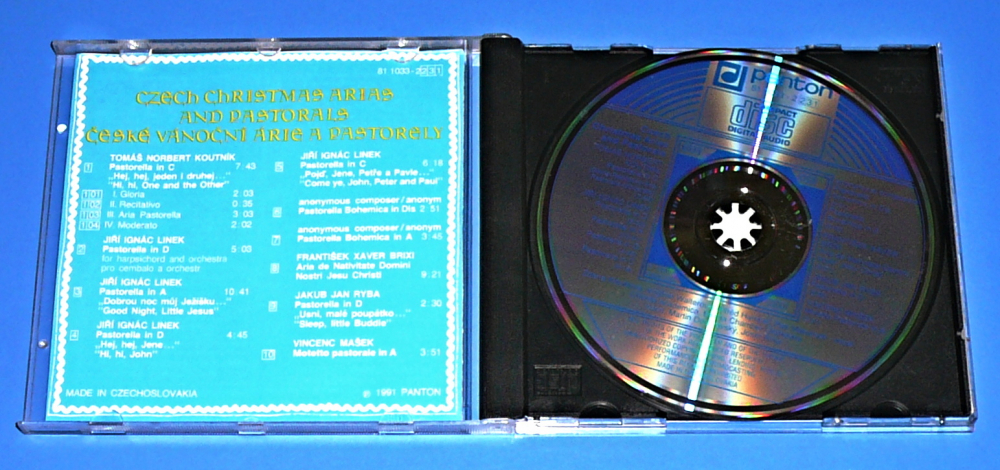 81 1033-2 231
CZECH CHRISTMAS ARIAS
AND PASTORALS
ČESKÉ VÁNOČNÍ ÁRIE A PASTORELY
1 TOMÁŠ NORBERT KOUTNÍK
Pastorella in C 7:43
„Hej, hej, jeden i druhej..."
"Hi, hi, One and the Other"
101 I. Gloria 2:03
102 II. Recitativo 0:35
103 III. Aria Pastorella 3:03
104 IV. Moderato 2:02
2 JIŘÍ IGNÁC LINEK
Pastorella in D 5:03
for harpsichord and orchestra
pro cembalo a orchestr
3 JIŘÍ IGNÁC LINEK
Pastorella in A 10:41
„Dobrou noc můj Ježíšku..."
"Good Night, Little Jesus"
4 JIŘÍ IGNÁC LINEK
Pastorella in D 4:45
„Hej, hej, Jene..."
"Hi, hi, John"
MADE IN CZECHOSLOVAKIA
JIŘÍ IGNÁC LINEK
Pastorella in C 6:18
„Pojď, Jene, Petře a Pavle..."
"Come ye, John, Peter and Paul"
anonymous composer/anonym
Pastorella Bohemica in Dis 2:51
7 anonymous composer/anonym
Pastorella Bohemica in A 3:45
FRANTIŠEK XAVER BRIXI
Aria de Nativitate Domini
Nostri Jesu Christi 9:21
JAKUB JAN RYBA
Pastorella in D 2:30
„Usni, malé poupátko..."
"Sleep, little Buddie"
10 VINCENC MAŠEK
Motetto pastorale in A 3:51
℗ 1991 PANTON
panton
2231
COMPACT
disc
DIGITAL AUDIO